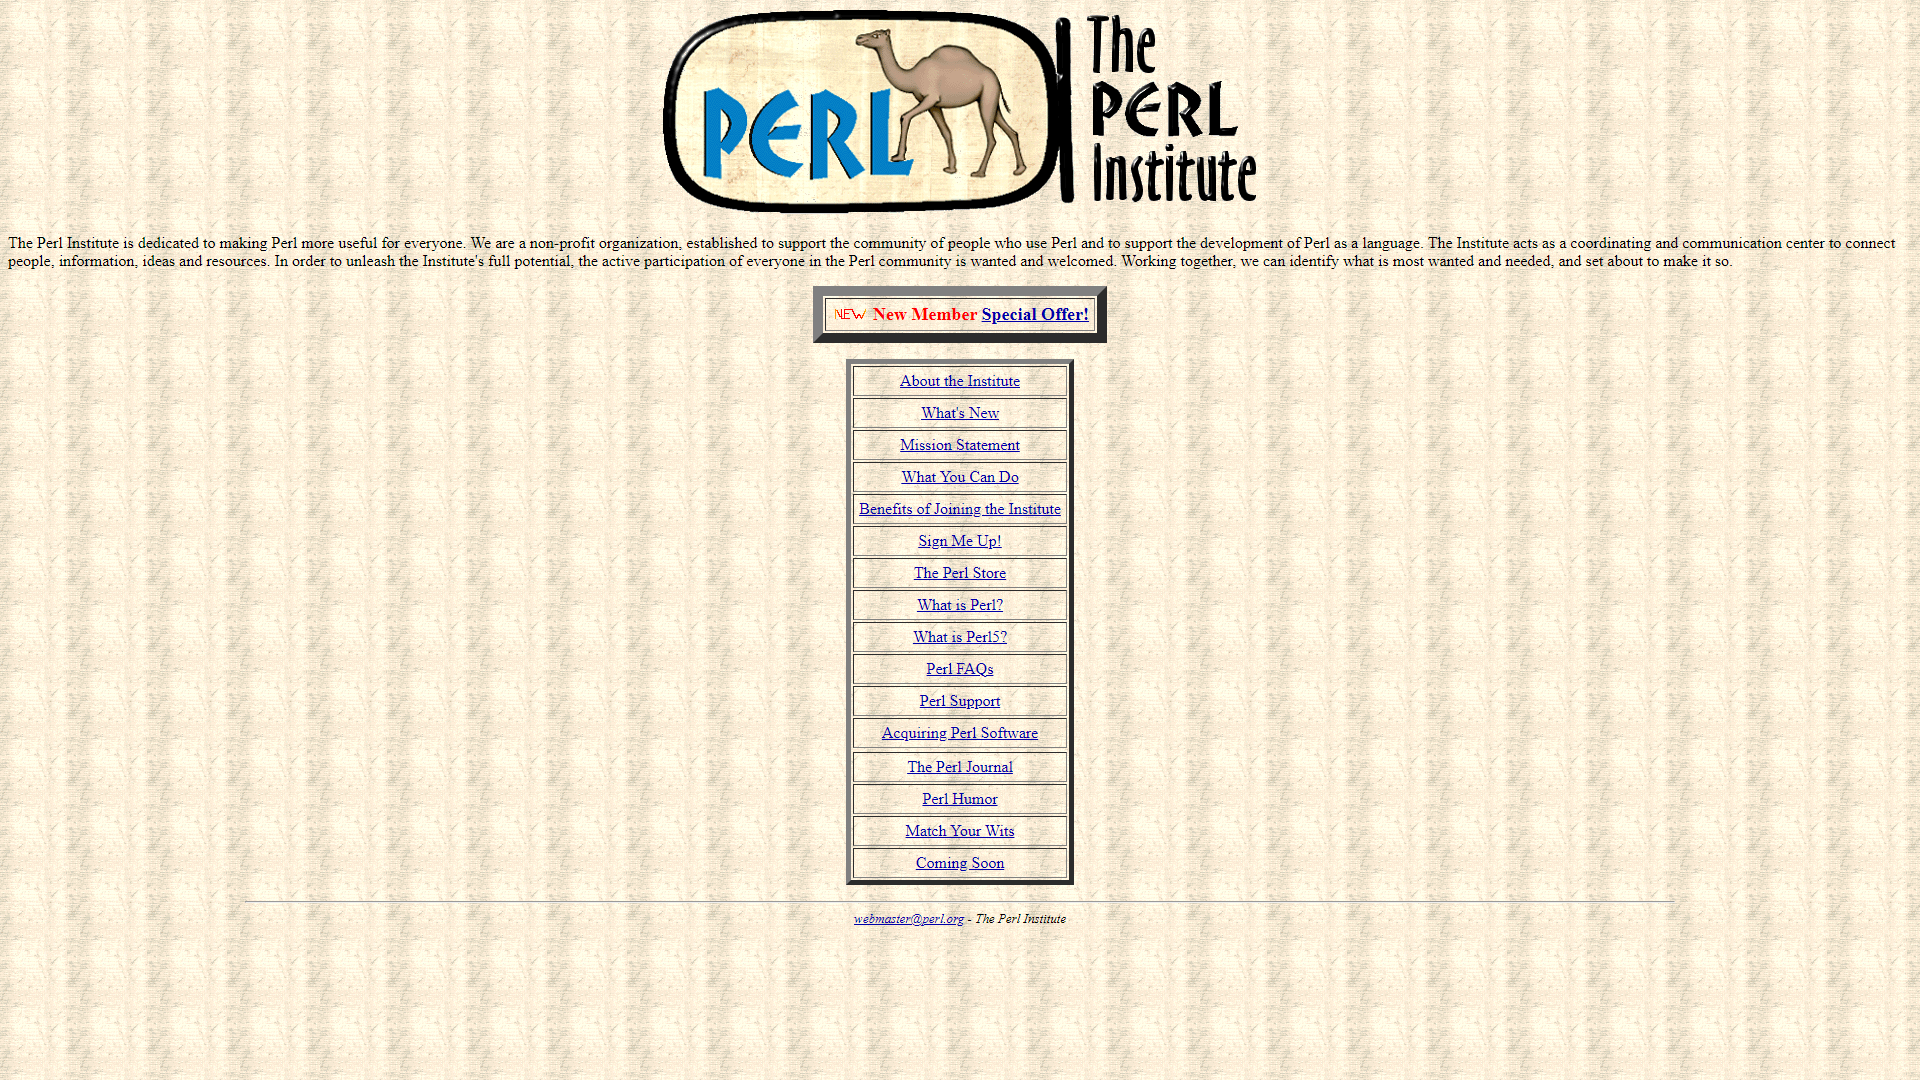 PERL
The
PERL
Institute
The Perl Institute is dedicated to making Perl more useful for everyone. We are a non-profit organization, established to support the community of people who use Perl and to support the development of Perl as a language. The Institute acts as a coordinating and communication center to connect
people, information, ideas and resources. In order to unleash the Institute's full potential, the active participation of everyone in the Perl community is wanted and welcomed. Working together, we can identify what is most wanted and needed, and set about to make it so.
NEW New Member Special Offer!
About the Institute
What's New
Mission Statement
What You Can Do
Benefits of Joining the Institute
Sign Me Up!
The Perl Store
What is Perl?
What is Perl5?
Perl FAQs
Perl Support
Acquiring Perl Software
The Perl Journal
Perl Humor
Match Your Wits
Coming Soon
webmaster@perl.org - The Perl Institute